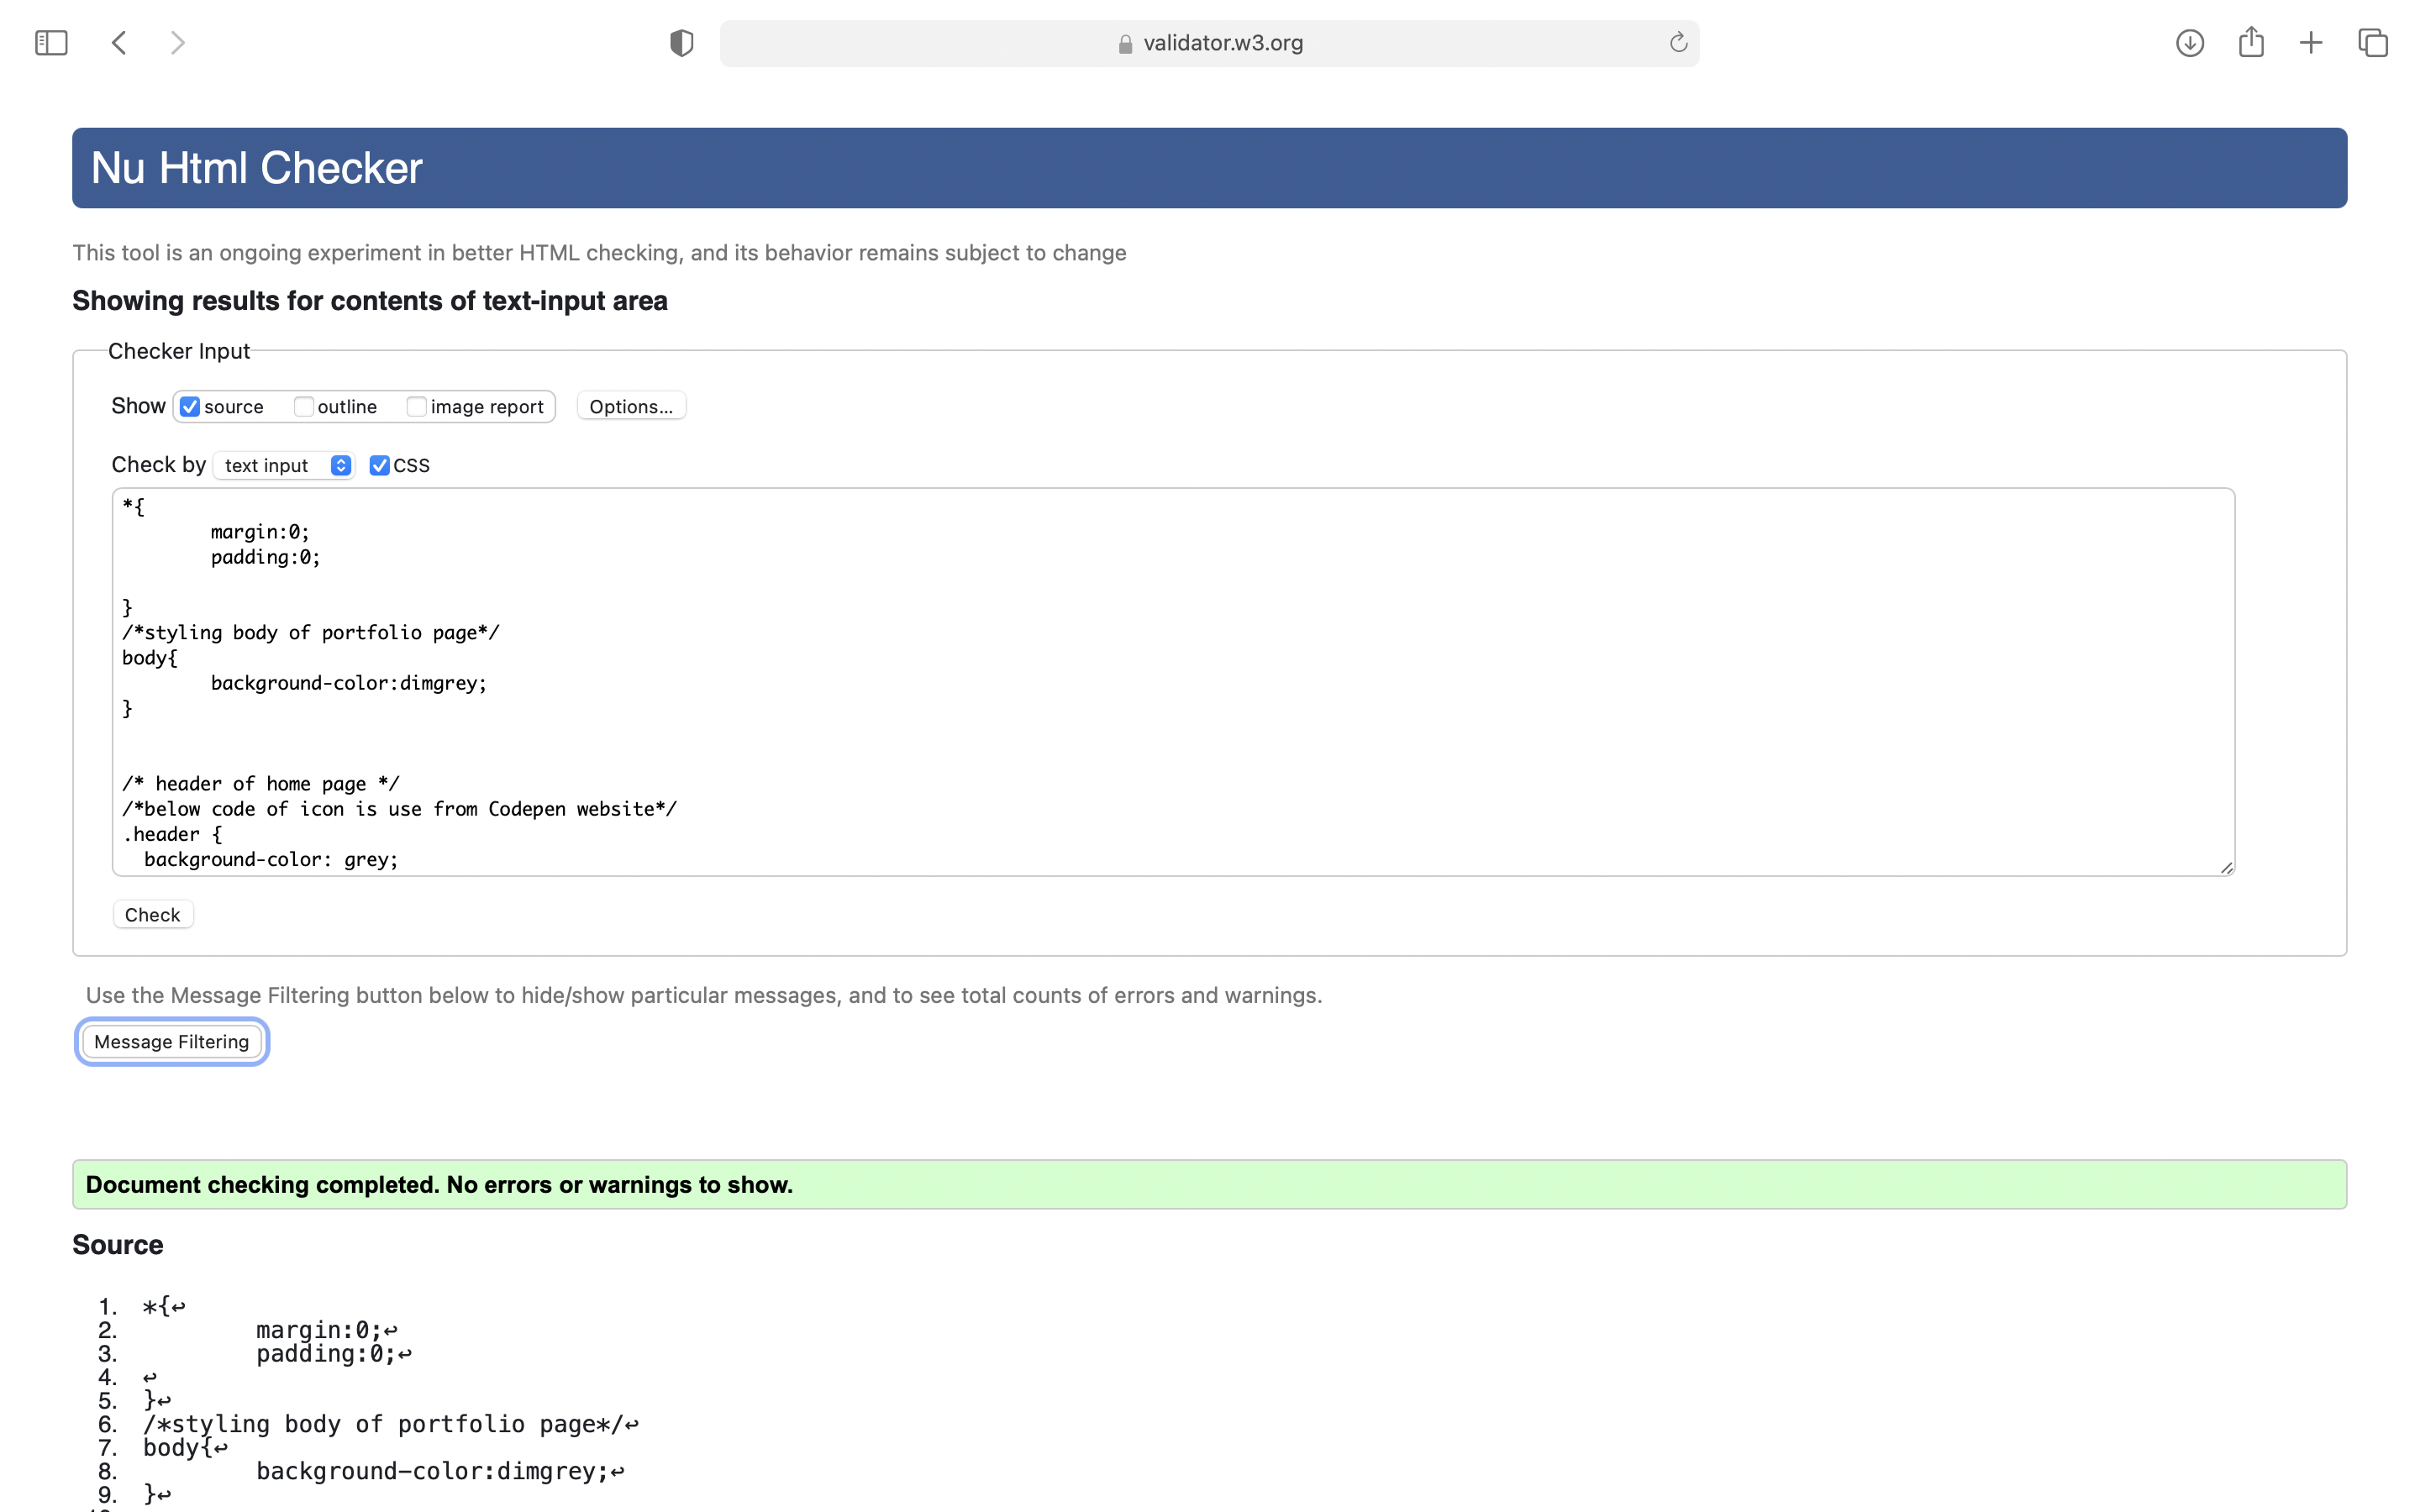 validator.w3.org
Nu Html Checker
This tool is an ongoing experiment in better HTML checking, and its behavior remains subject to change
Showing results for contents of text-input area
Checker Input
Show source outline image report Options...
Check by text input CSS
*{
margin:0;
padding:0;
}
/*styling body of portfolio page*/
body{
background-color:dimgrey;
}
/* header of home page */
/*below code of icon is use from Codepen website*/
.header {
background-color: grey;
Check
Use the Message Filtering button below to hide/show particular messages, and to see total counts of errors and warnings.
Message Filtering
Document checking completed. No errors or warnings to show.
Source
1. *{↩
2. margin:0;↩
3. padding:0;↩
4. ↩
5. }↩
6. /*styling body of portfolio page*/↩
7. body{↩
8. background-color:dimgrey;↩
9. }↩